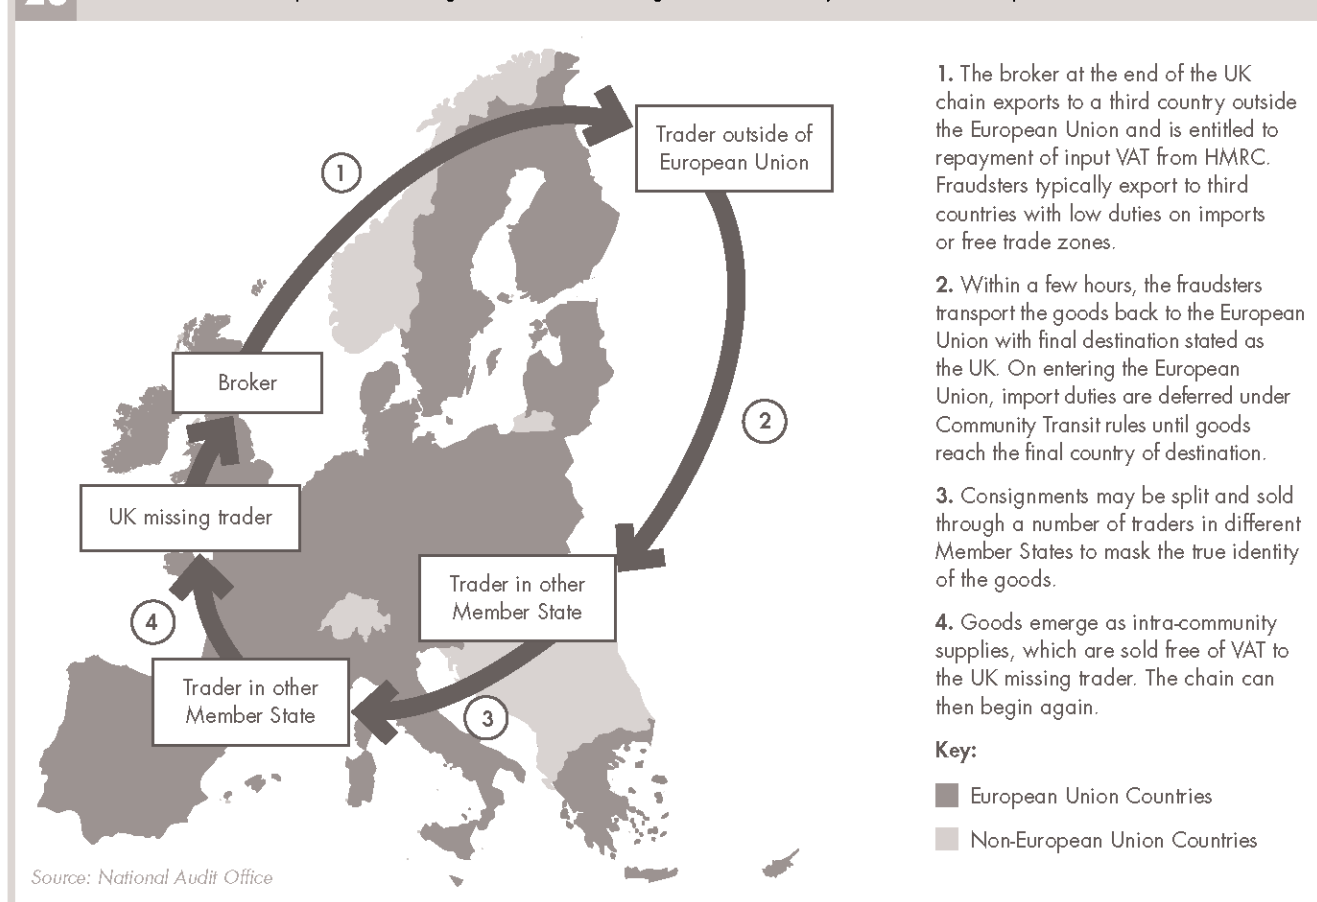 1
Trader outside of
European Union
Broker
2
UK missing trader
Trader in other
Member State
4
Trader in other
Member State
3
Source: National Audit Office
1. The broker at the end of the UK
chain exports to a third country outside
the European Union and is entitled to
repayment of input VAT from HMRC.
Fraudsters typically export to third
countries with low duties on imports
or free trade zones.
2. Within a few hours, the fraudsters
transport the goods back to the European
Union with final destination stated as
the UK. On entering the European
Union, import duties are deferred under
Community Transit rules until goods
reach the final country of destination.
3. Consignments may be split and sold
through a number of traders in different
Member States to mask the true identity
of the goods.
4. Goods emerge as intra-community
supplies, which are sold free of VAT to
the UK missing trader. The chain can
then begin again.
Key:
European Union Countries
Non-European Union Countries